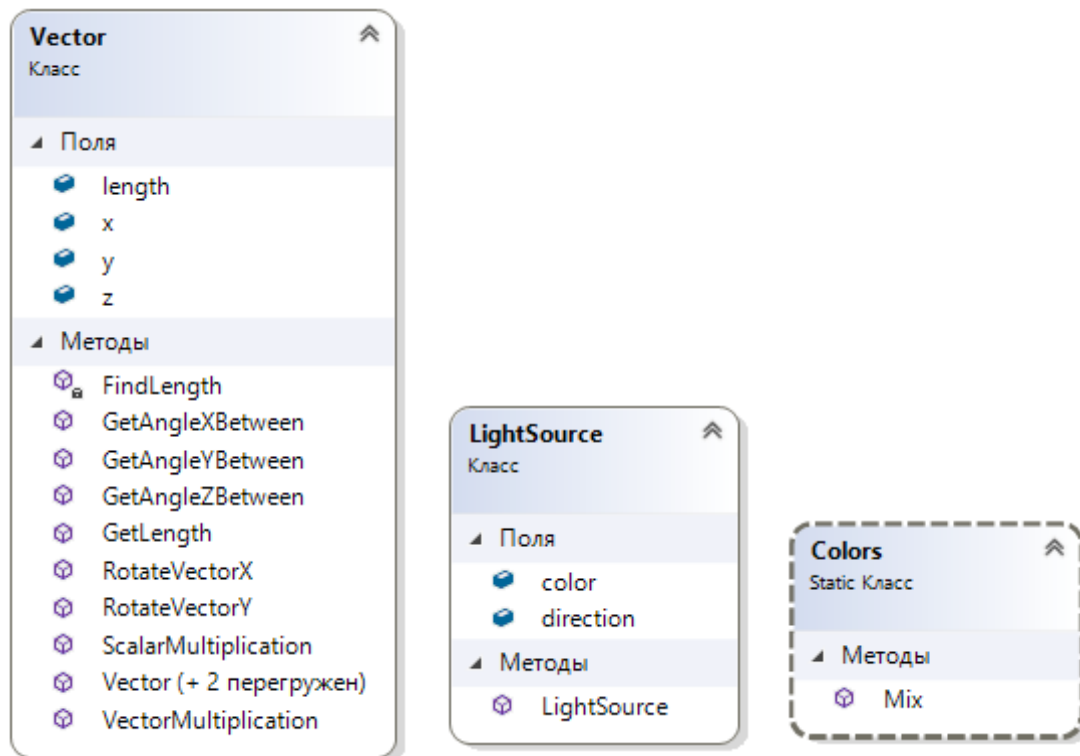 Vector
Класс
Поля
length
x
y
z
Методы
FindLength
GetAngleXBetween
GetAngleYBetween
GetAngleZBetween
GetLength
RotateVectorX
RotateVectorY
ScalarMultiplication
Vector (+ 2 перегружен)
VectorMultiplication
LightSource
Класс
Поля
color
direction
Методы
LightSource
Colors
Static Класс
Методы
Mix